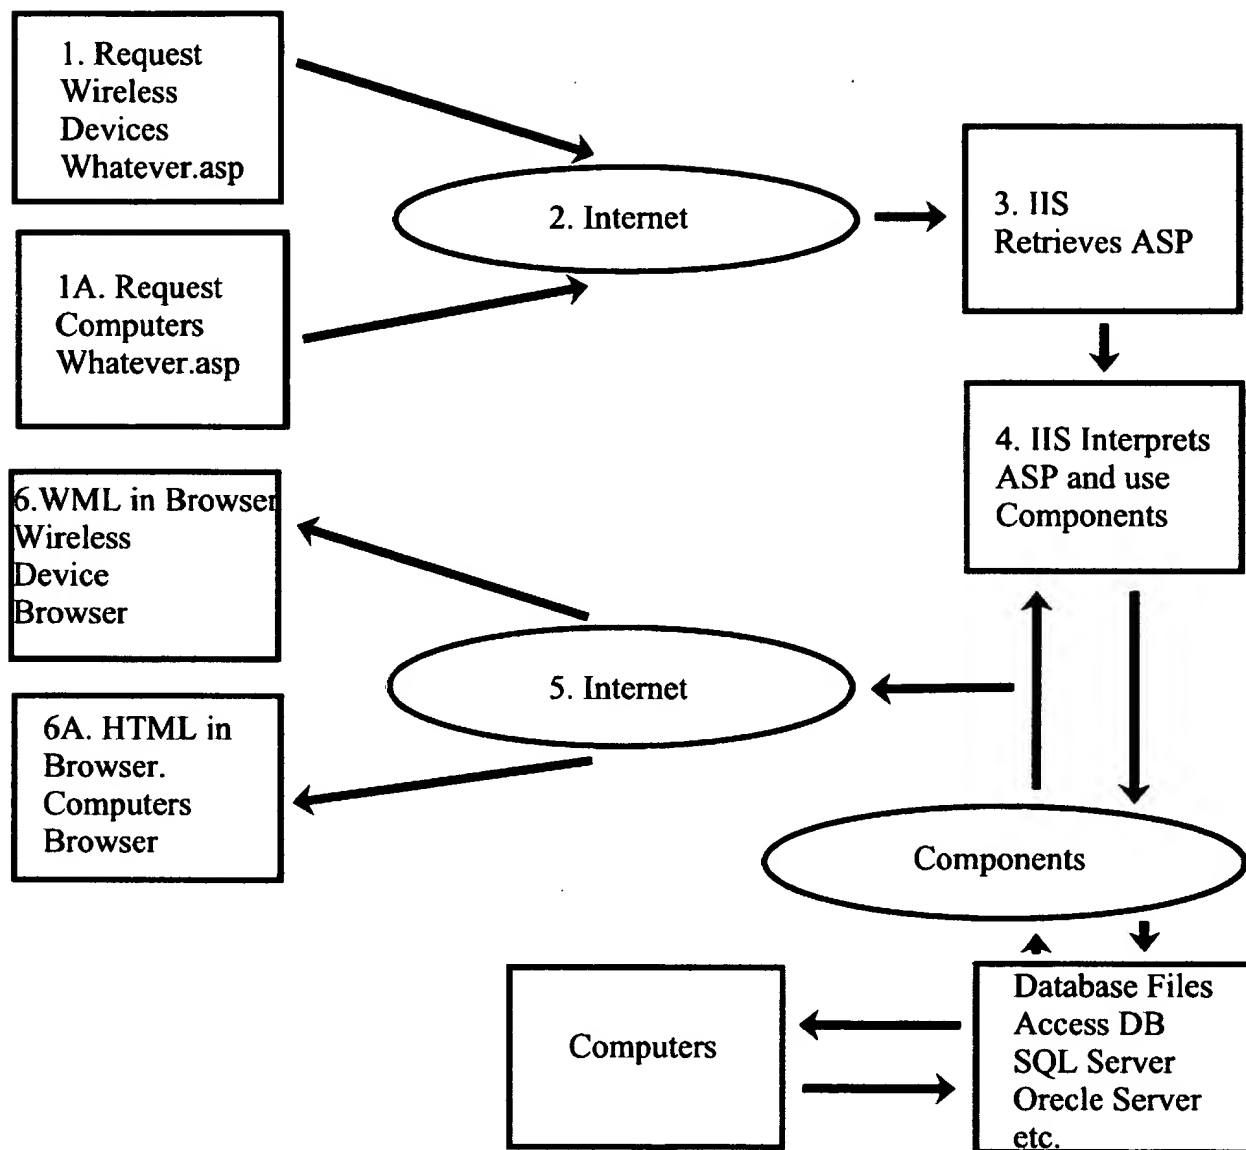 1. Request
Wireless
Devices
Whatever.asp
2. Internet
3. IIS
Retrieves ASP
1A. Request
Computers
Whatever.asp
4. IIS Interprets
ASP and use
Components
6.WML in Browser
Wireless
Device
Browser
5. Internet
6A. HTML in
Browser.
Computers
Browser
Components
Computers
Database Files
Access DB
SQL Server
Orecle Server
etc.